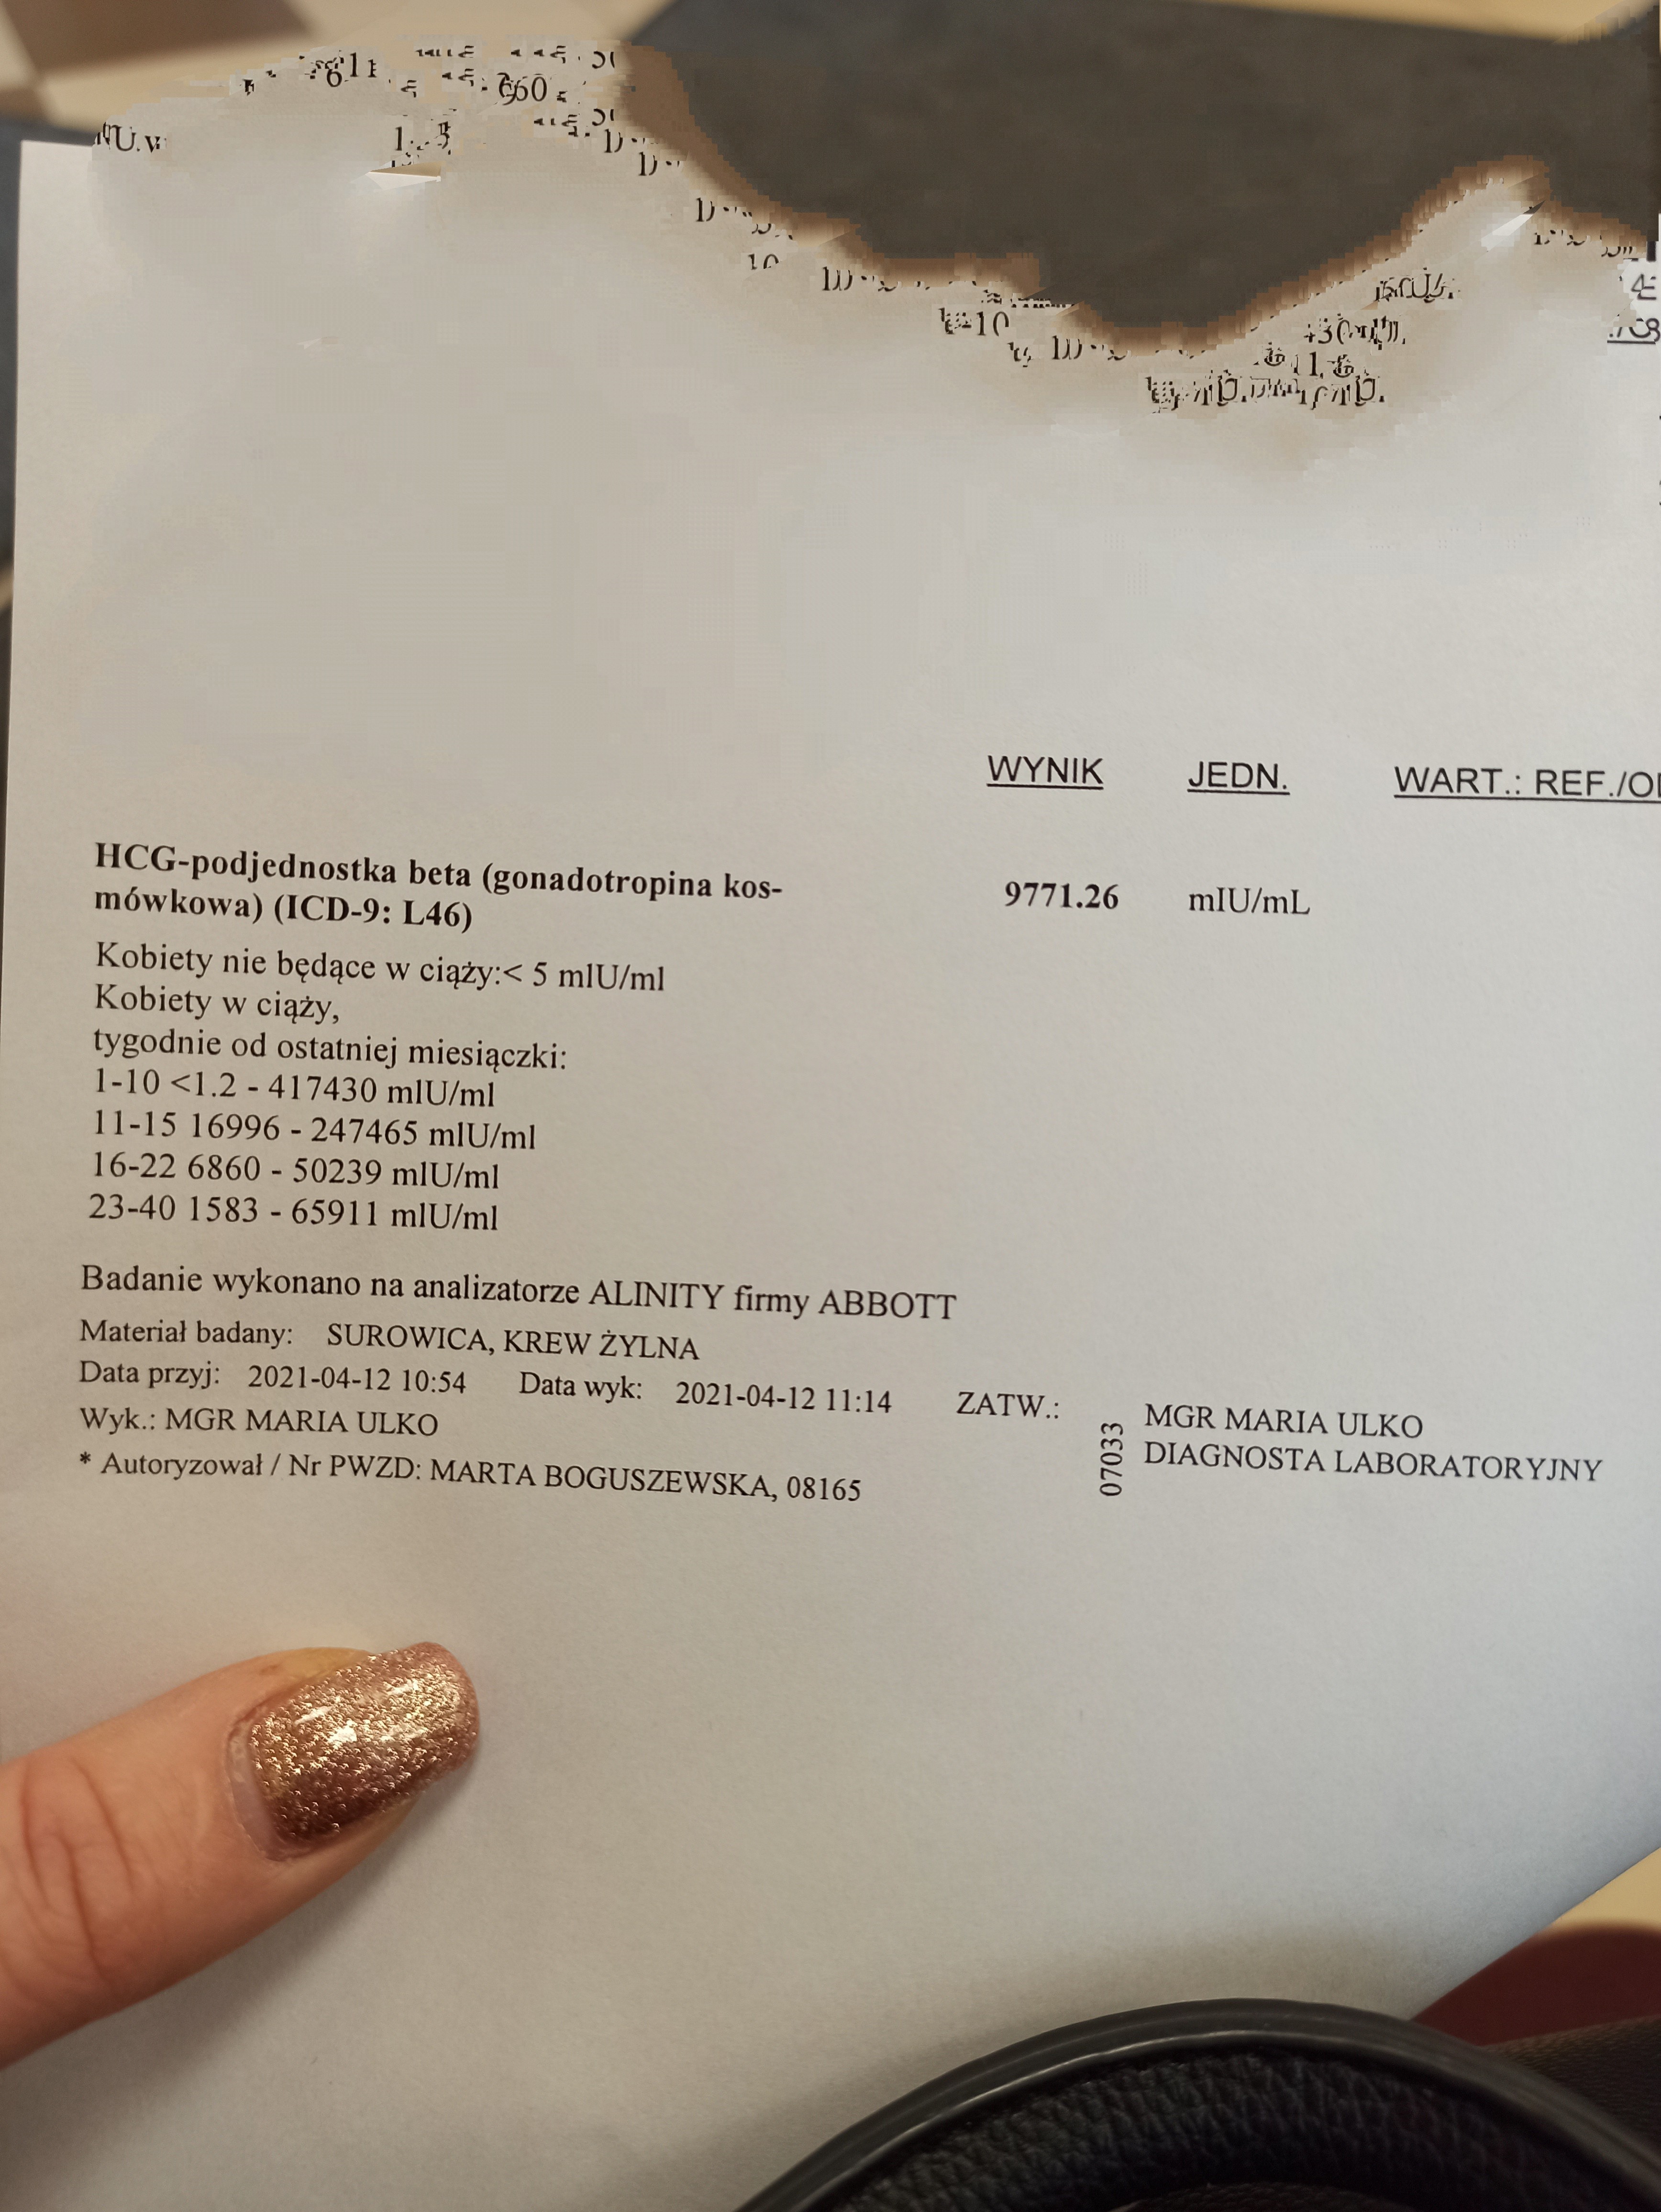 WYNIK JEDN. WART.: REF./
HCG-podjednostka beta (gonadotropina kos-
mówkowa) (ICD-9: L46) 9771.26 mIU/mL
Kobiety nie będące w ciąży:< 5 mlU/ml
Kobiety w ciąży,
tygodnie od ostatniej miesiączki:
1-10 <1.2 - 417430 mlU/ml
11-15 16996 - 247465 mlU/ml
16-22 6860 - 50239 mlU/ml
23-40 1583 - 65911 mlU/ml
Badanie wykonano na analizatorze ALINITY firmy ABBOTT
Materiał badany: SUROWICA, KREW ŻYLNA
Data przyj: 2021-04-12 10:54 Data wyk: 2021-04-12 11:14 ZATW.:
07033
MGR MARIA ULKO
DIAGNOSTA LABORATORYJNY
Wyk.: MGR MARIA ULKO
* Autoryzował / Nr PWZD: MARTA BOGUSZEWSKA, 08165